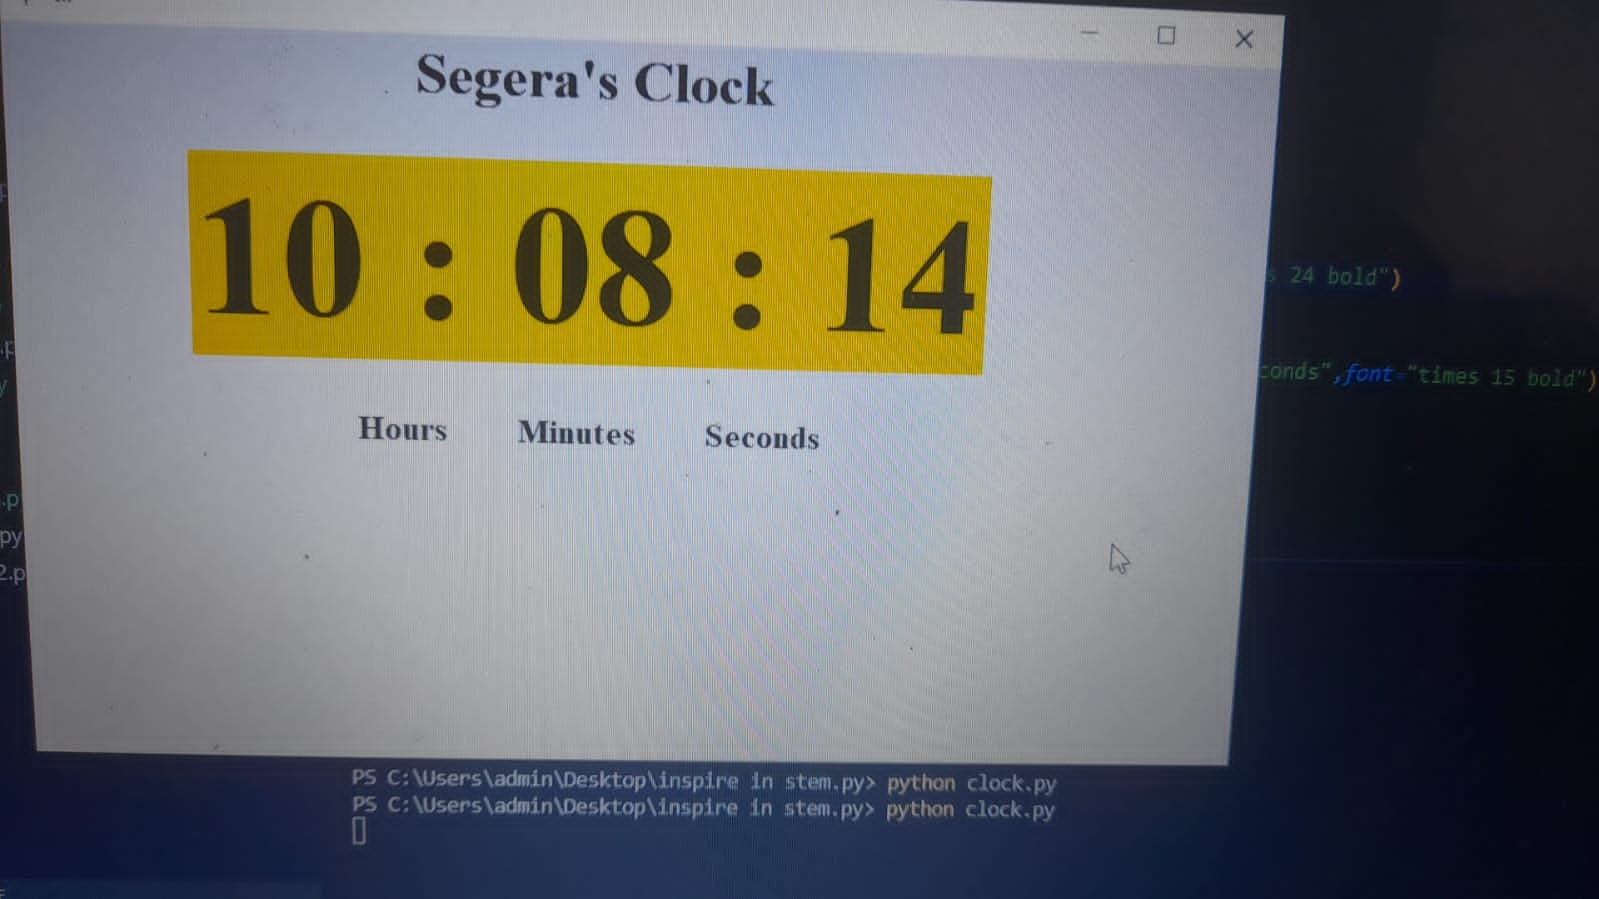 Segera's Clock
10 : 08 : 14
24 bold")
conds",font="times 15 bold")
Hours Minutes Seconds
.p
py
2.p
PS C:\Users\admin\Desktop\inspire in stem.py> python clock.py
PS C:\Users\admin\Desktop\inspire in stem.py> python clock.py